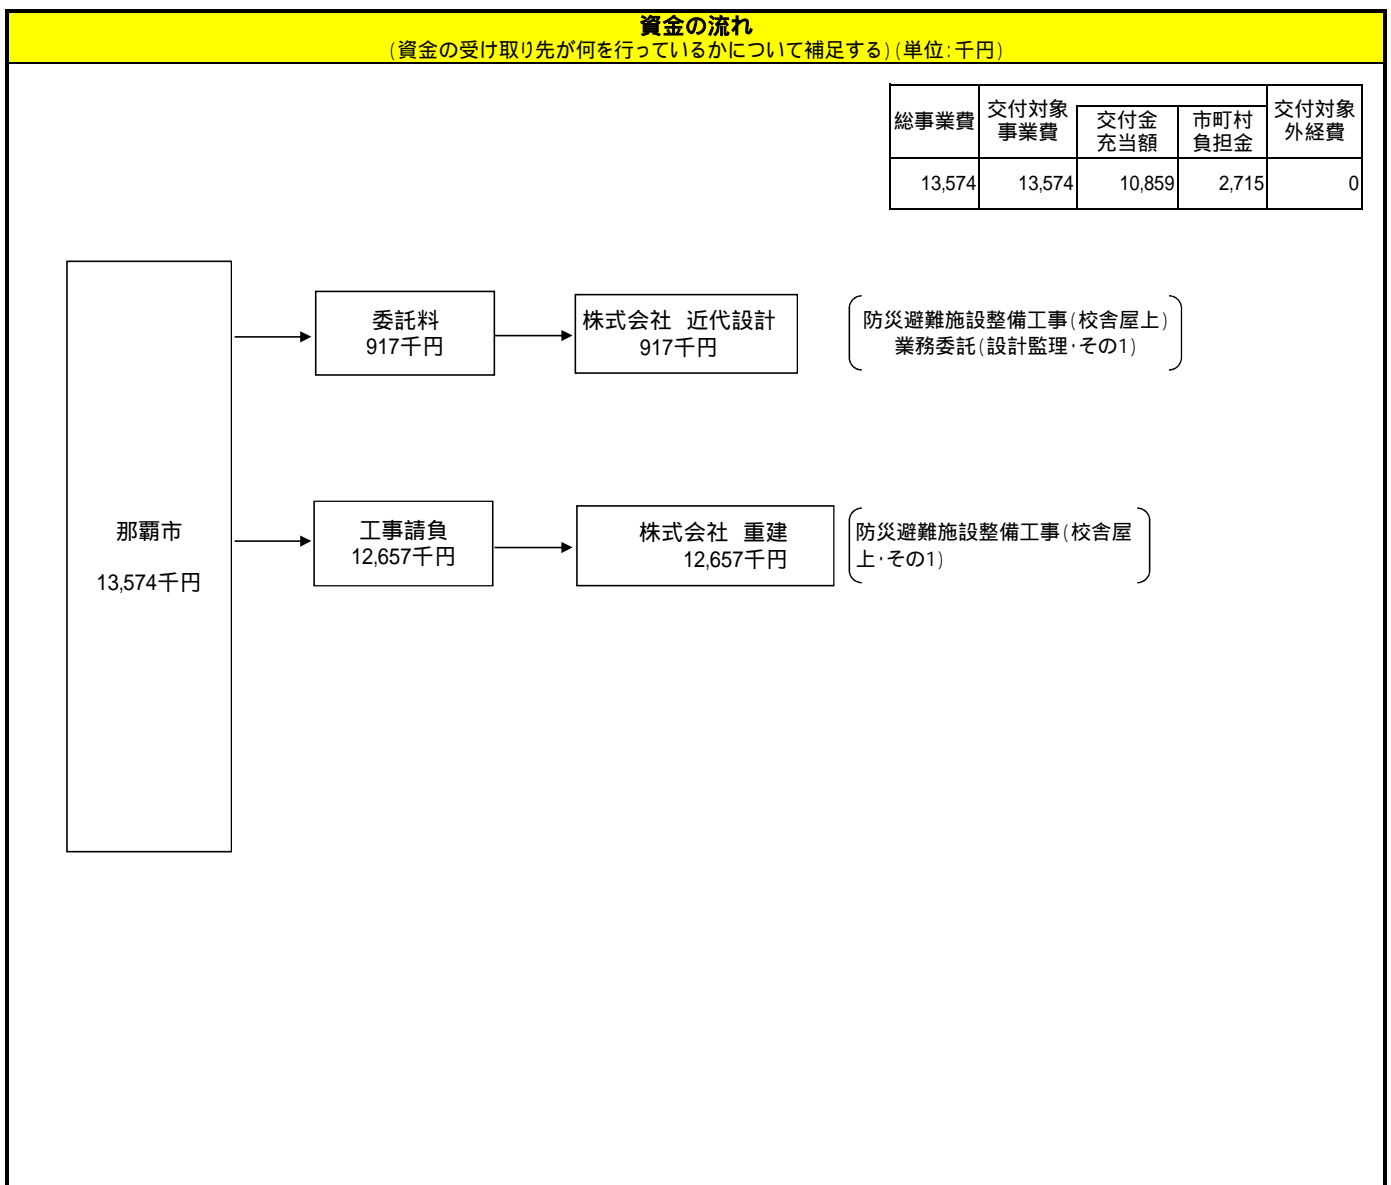 資金の流れ
(資金の受け取り先が何を行っているかについて補足する)(単位:千円)
総事業費
交付対象
事業費
交付金
充当額
市町村
負担金
交付対象
外経費
13,574
13,574
10,859
2,715
0
那覇市
13,574千円
委託料
917千円
株式会社 近代設計
917千円
防災避難施設整備工事(校舎屋上)
業務委託(設計監理・その1)
工事請負
12,657千円
株式会社 重建
12,657千円
防災避難施設整備工事(校舎屋
上・その1)